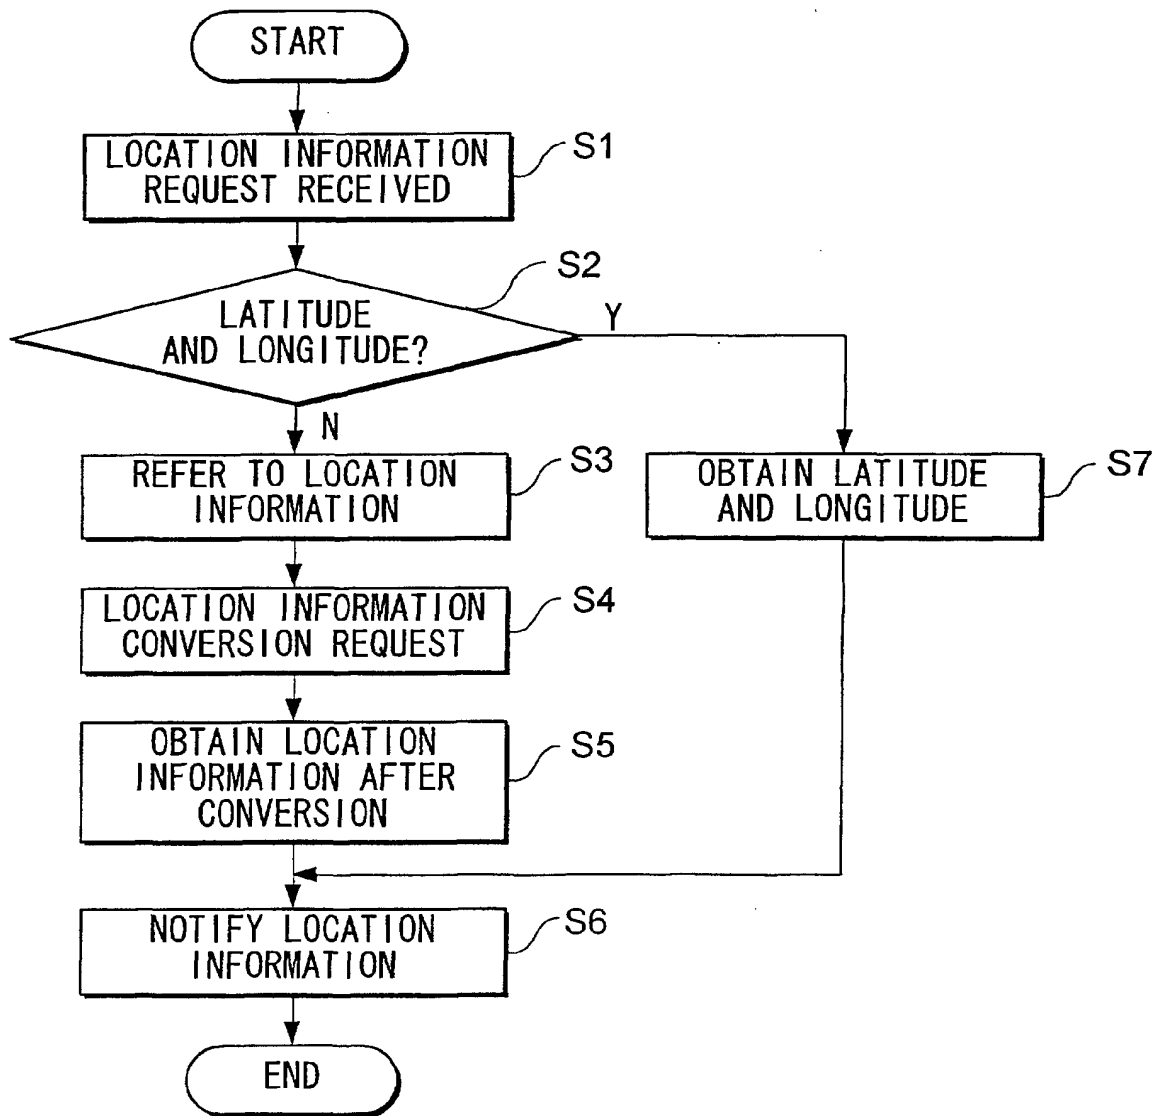 START
LOCATION INFORMATION
REQUEST RECEIVED
S1
S2
LATITUDE
AND LONGITUDE?
Y
N
REFER TO LOCATION
INFORMATION
S3
OBTAIN LATITUDE
AND LONGITUDE
S7
LOCATION INFORMATION
CONVERSION REQUEST
S4
OBTAIN LOCATION
INFORMATION AFTER
CONVERSION
S5
NOTIFY LOCATION
INFORMATION
S6
END